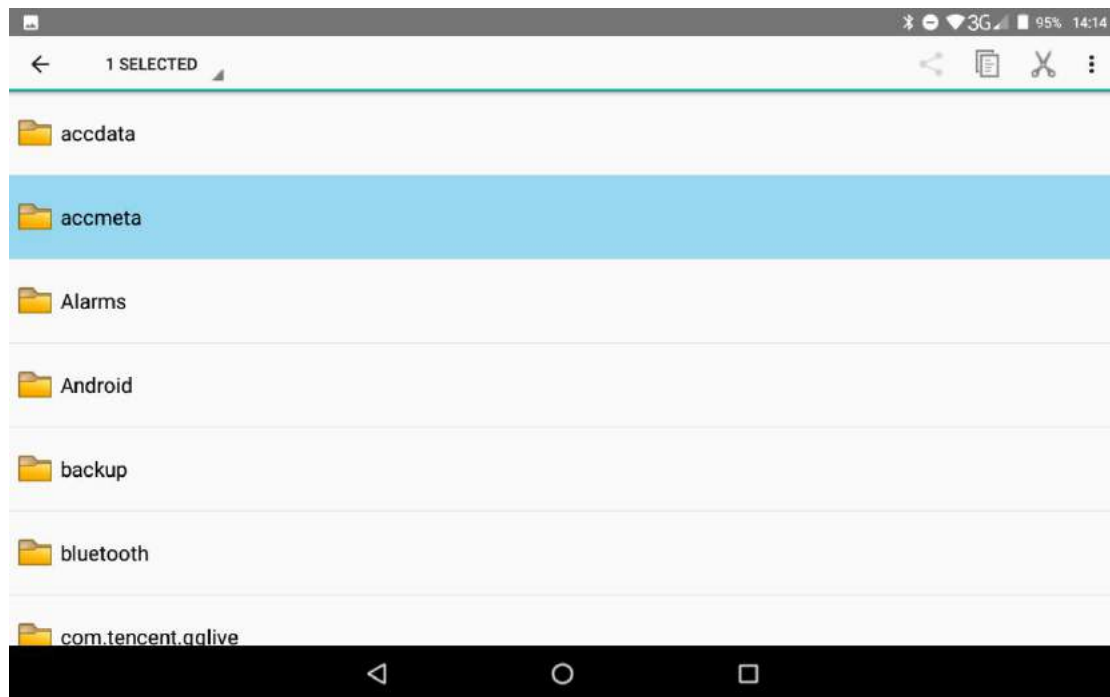 3G 95% 14:14
1 SELECTED
accdata
accmeta
Alarms
Android
backup
bluetooth
com.tencent.qqlive